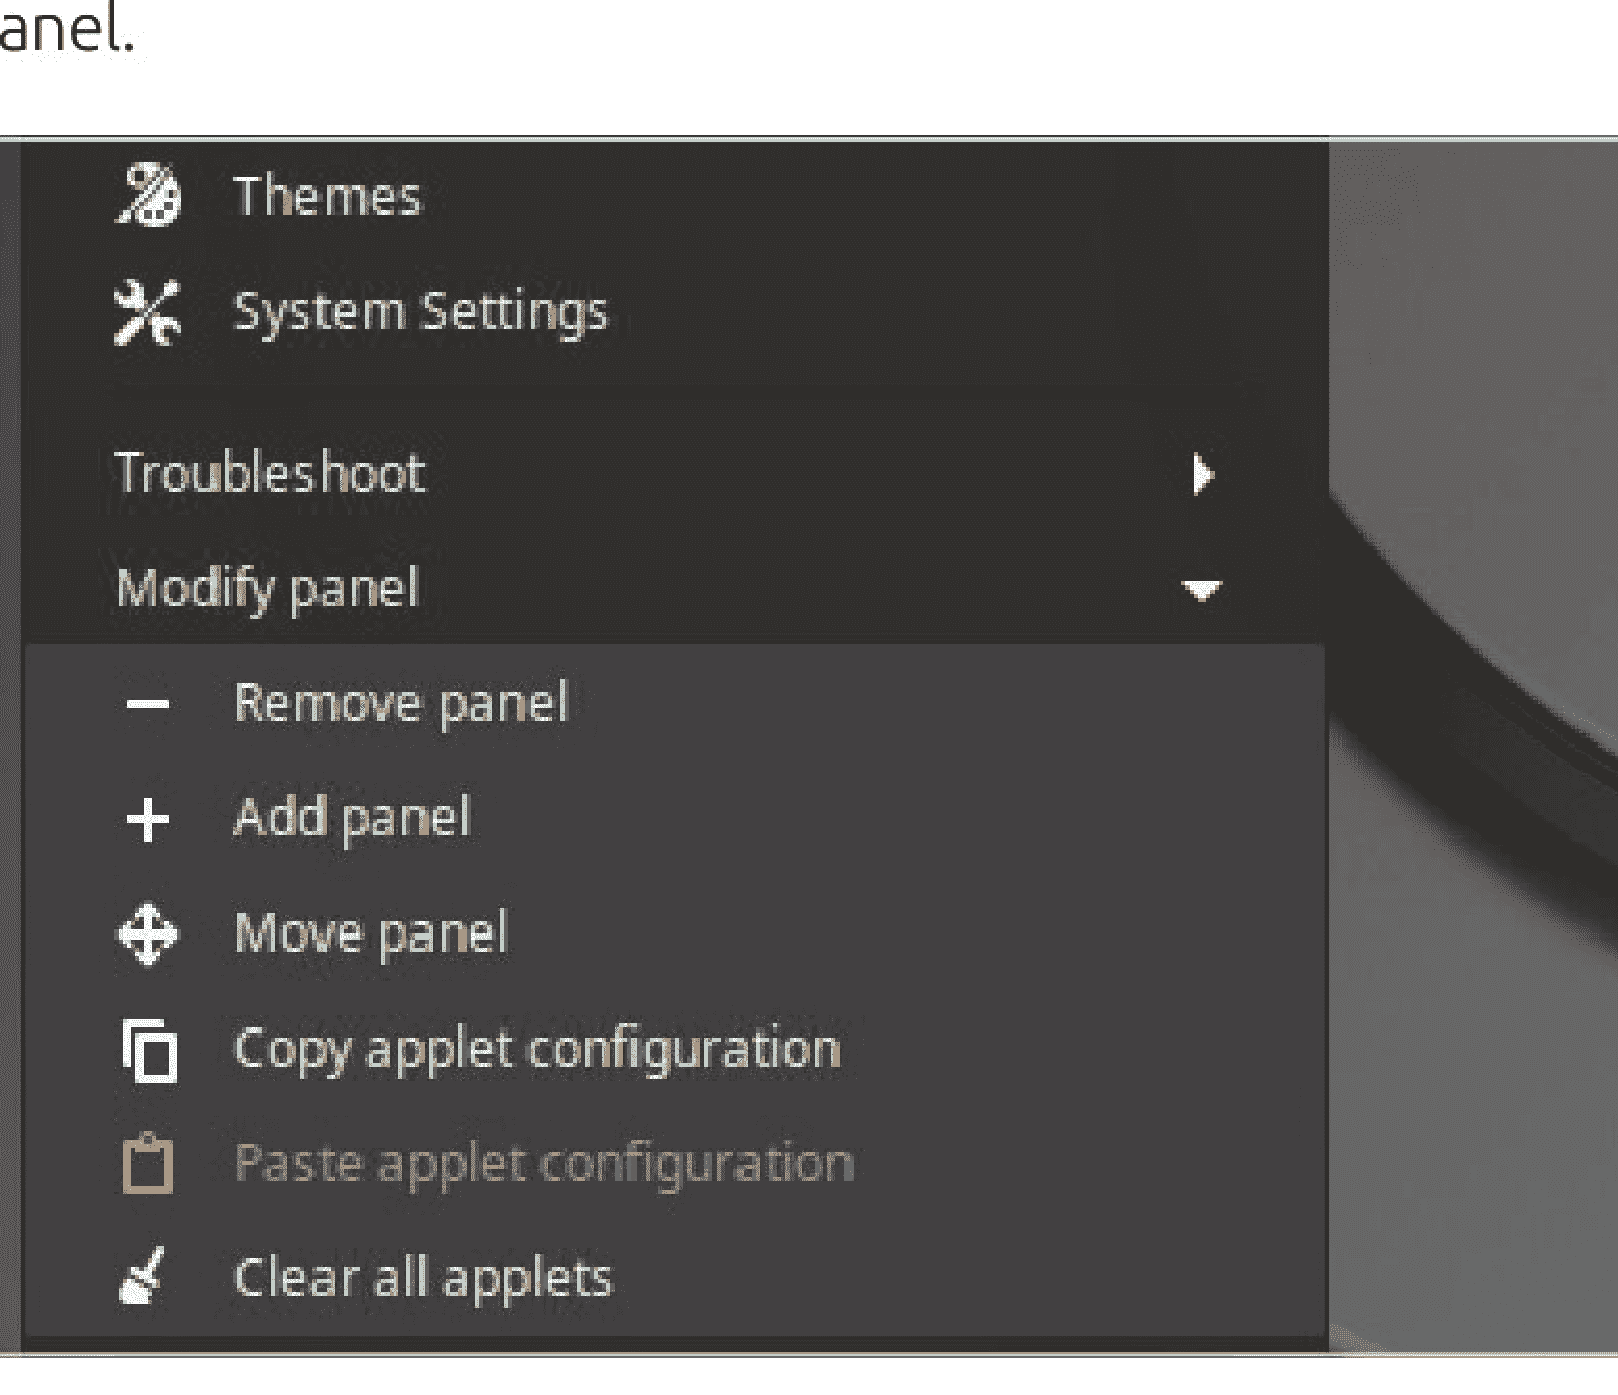 anel.
Themes
System Settings
Troubleshoot
Modify panel
Remove panel
Add panel
Move panel
Copy applet configuration
Paste applet configuration
Clear all applets